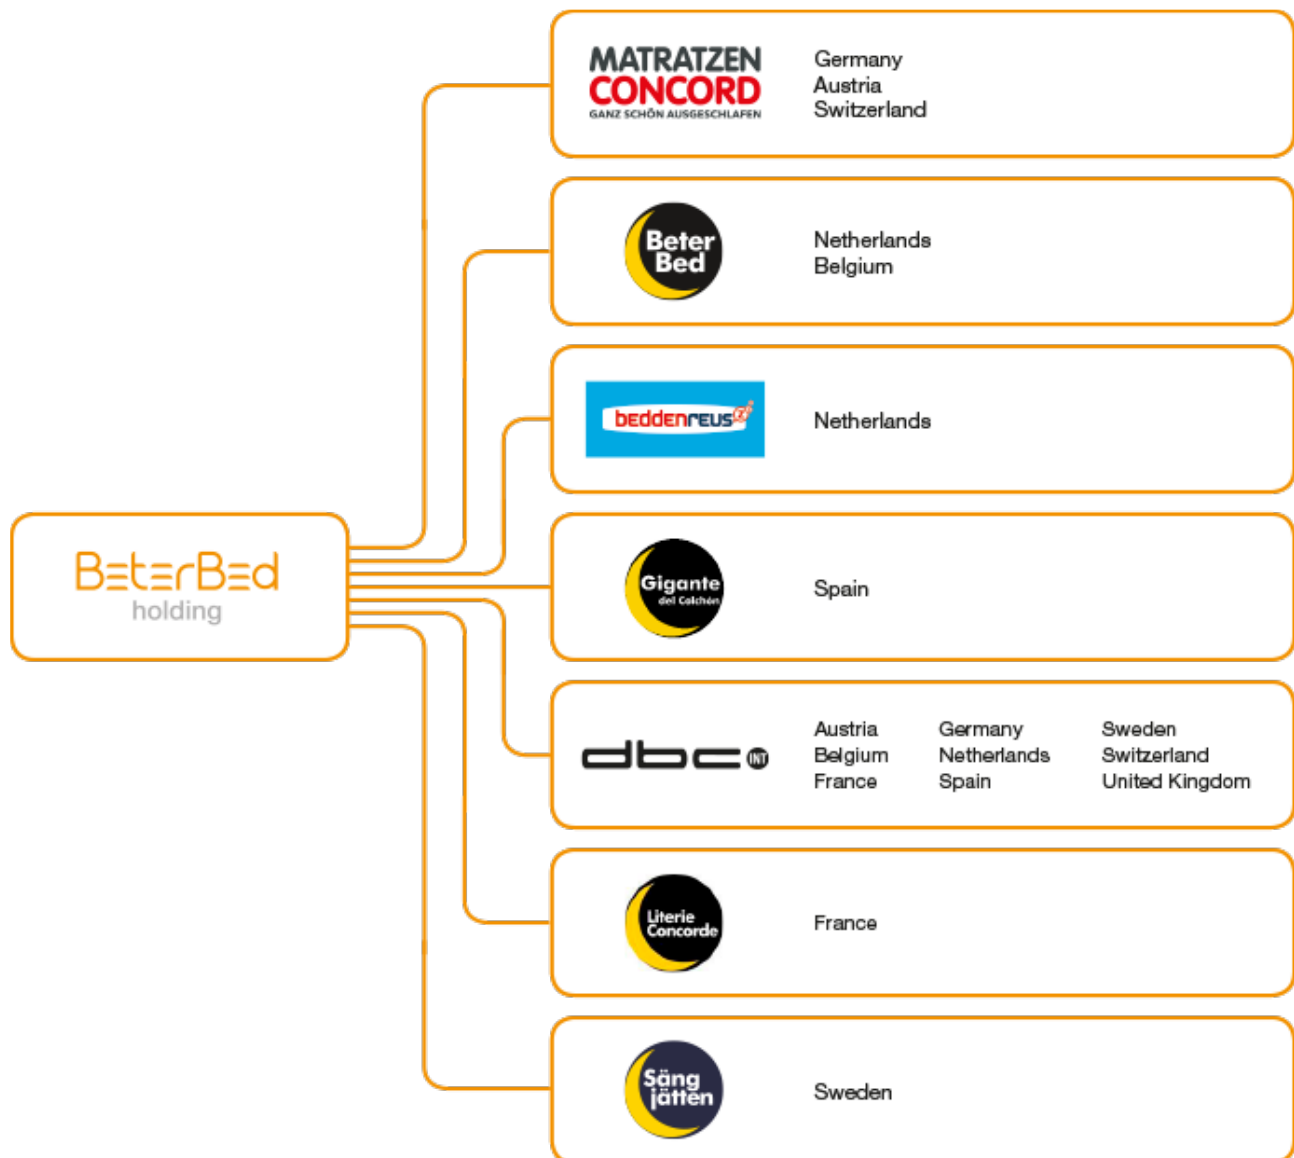 MATRATZEN
CONCORD
GANZ SCHÖN AUSGESCHLAFEN
Germany
Austria
Switzerland
Beter
Bed
Netherlands
Belgium
beddenreus
Netherlands
BeterBed
holding
Gigante
del Colchón
Spain
dbc INT
Austria
Belgium
France
Germany
Netherlands
Spain
Sweden
Switzerland
United Kingdom
Literie
Concorde
France
Säng
jätten
Sweden